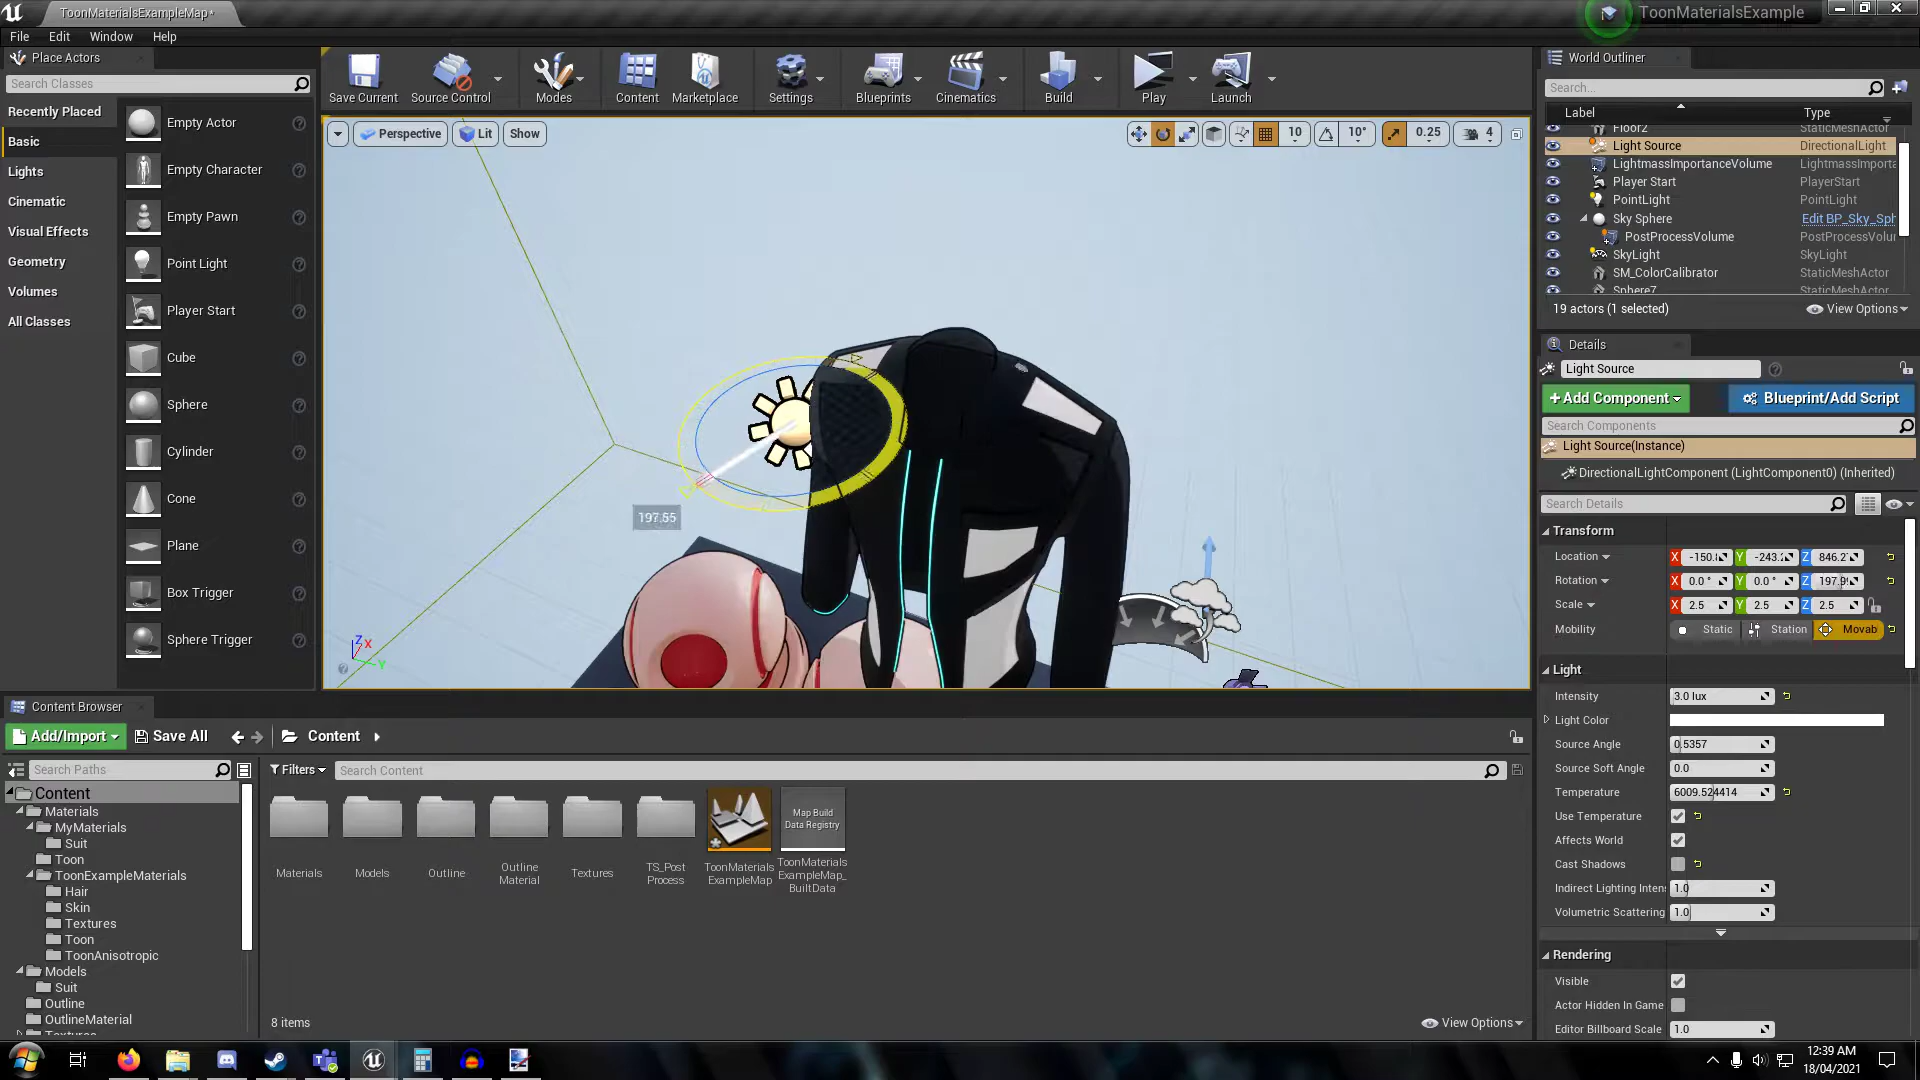 ToonMaterialsExampleMap*
ToonMaterialsExample
File Edit Window Help
Place Actors
Search Classes
Recently Placed
Basic
Lights
Cinematic
Visual Effects
Geometry
Volumes
All Classes
Empty Actor
Empty Character
Empty Pawn
Point Light
Player Start
Cube
Sphere
Cylinder
Cone
Plane
Box Trigger
Sphere Trigger
Save Current
Source Control
Modes
Content
Marketplace
Settings
Blueprints
Cinematics
Build
Play
Launch
Perspective
Lit
Show
10
10°
0.25
4
197.55
Z X
Y
World Outliner
Search...
Label Type
Floor2 StaticMeshActor
Light Source DirectionalLight
LightmassImportanceVolume LightmassImporta
Player Start PlayerStart
PointLight PointLight
Sky Sphere Edit BP_Sky_Sph
PostProcessVolume PostProcessVolu
SkyLight SkyLight
SM_ColorCalibrator StaticMeshActor
Sphere7 StaticMeshActor
19 actors (1 selected) View Options
Details
Light Source
+Add Component Blueprint/Add Script
Search Components
Light Source(Instance)
DirectionalLightComponent (LightComponent0) (Inherited)
Search Details
Transform
Location X -150. Y -243. Z 846.2
Rotation X 0.0 ° Y 0.0 ° Z 197.9
Scale X 2.5 Y 2.5 Z 2.5
Mobility Static Station Movab
Light
Intensity 3.0 lux
Light Color
Source Angle 0.5357
Source Soft Angle 0.0
Temperature 6009.524414
Use Temperature
Affects World
Cast Shadows
Indirect Lighting Inten 1.0
Volumetric Scattering 1.0
Rendering
Visible
Actor Hidden In Game
Editor Billboard Scale 1.0
Content Browser
Add/Import Save All Content
Search Paths
Content
Materials
MyMaterials
Suit
Toon
ToonExampleMaterials
Hair
Skin
Textures
Toon
ToonAnisotropic
Models
Suit
Outline
OutlineMaterial
Textures
Filters Search Content
Materials
Models
Outline
Outline
Material
Textures
TS_Post
Process
ToonMaterials
ExampleMap
Map Build
Data Registry
ToonMaterials
ExampleMap_
BuiltData
8 items
View Options
12:39 AM
18/04/2021